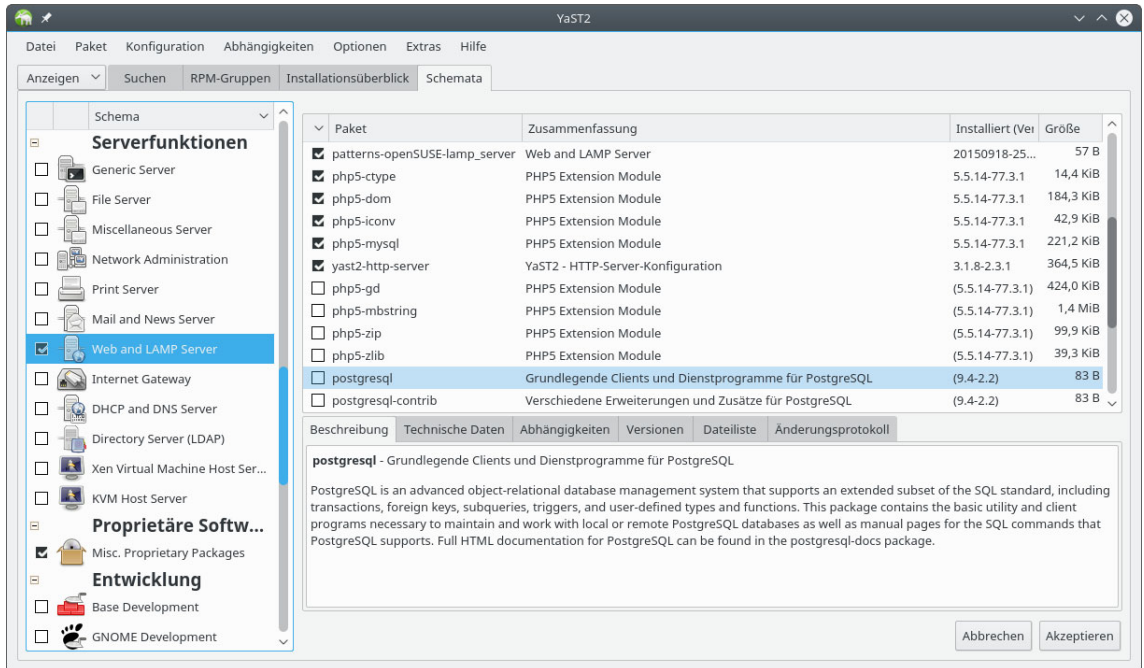 YaST2
Datei Paket Konfiguration Abhängigkeiten Optionen Extras Hilfe
Anzeigen Suchen RPM-Gruppen Installationsüberblick Schemata
Schema
Serverfunktionen
Generic Server
File Server
Miscellaneous Server
Network Administration
Print Server
Mail and News Server
Web and LAMP Server
Internet Gateway
DHCP and DNS Server
Directory Server (LDAP)
Xen Virtual Machine Host Ser...
KVM Host Server
Proprietäre Softw...
Misc. Proprietary Packages
Entwicklung
Base Development
GNOME Development
Paket Zusammenfassung Installiert (Ver Größe
patterns-openSUSE-lamp_server Web and LAMP Server 20150918-25... 57 B
php5-ctype PHP5 Extension Module 5.5.14-77.3.1 14,4 KiB
php5-dom PHP5 Extension Module 5.5.14-77.3.1 184,3 KiB
php5-iconv PHP5 Extension Module 5.5.14-77.3.1 42,9 KiB
php5-mysql PHP5 Extension Module 5.5.14-77.3.1 221,2 KiB
yast2-http-server YaST2 - HTTP-Server-Konfiguration 3.1.8-2.3.1 364,5 KiB
php5-gd PHP5 Extension Module (5.5.14-77.3.1) 424,0 KiB
php5-mbstring PHP5 Extension Module (5.5.14-77.3.1) 1,4 MiB
php5-zip PHP5 Extension Module (5.5.14-77.3.1) 99,9 KiB
php5-zlib PHP5 Extension Module (5.5.14-77.3.1) 39,3 KiB
postgresql Grundlegende Clients und Dienstprogramme für PostgreSQL (9.4-2.2) 83 B
postgresql-contrib Verschiedene Erweiterungen und Zusätze für PostgreSQL (9.4-2.2) 83 B
Beschreibung Technische Daten Abhängigkeiten Versionen Dateiliste Änderungsprotokoll
postgresql - Grundlegende Clients und Dienstprogramme für PostgreSQL
PostgreSQL is an advanced object-relational database management system that supports an extended subset of the SQL standard, including
transactions, foreign keys, subqueries, triggers, and user-defined types and functions. This package contains the basic utility and client
programs necessary to maintain and work with local or remote PostgreSQL databases as well as manual pages for the SQL commands that
PostgreSQL supports. Full HTML documentation for PostgreSQL can be found in the postgresql-docs package.
Abbrechen Akzeptieren